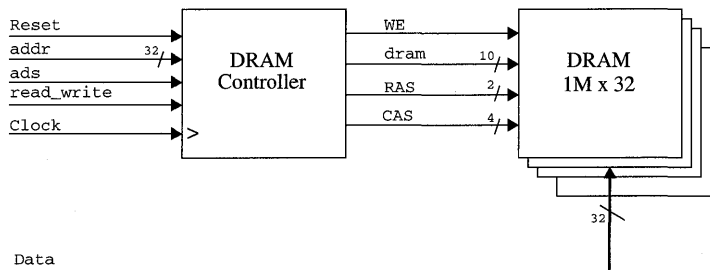 Reset
addr
32
ads
read_write
Clock
>
DRAM
Controller
WE
dram
10
RAS
2
CAS
4
DRAM
1M x 32
32
Data